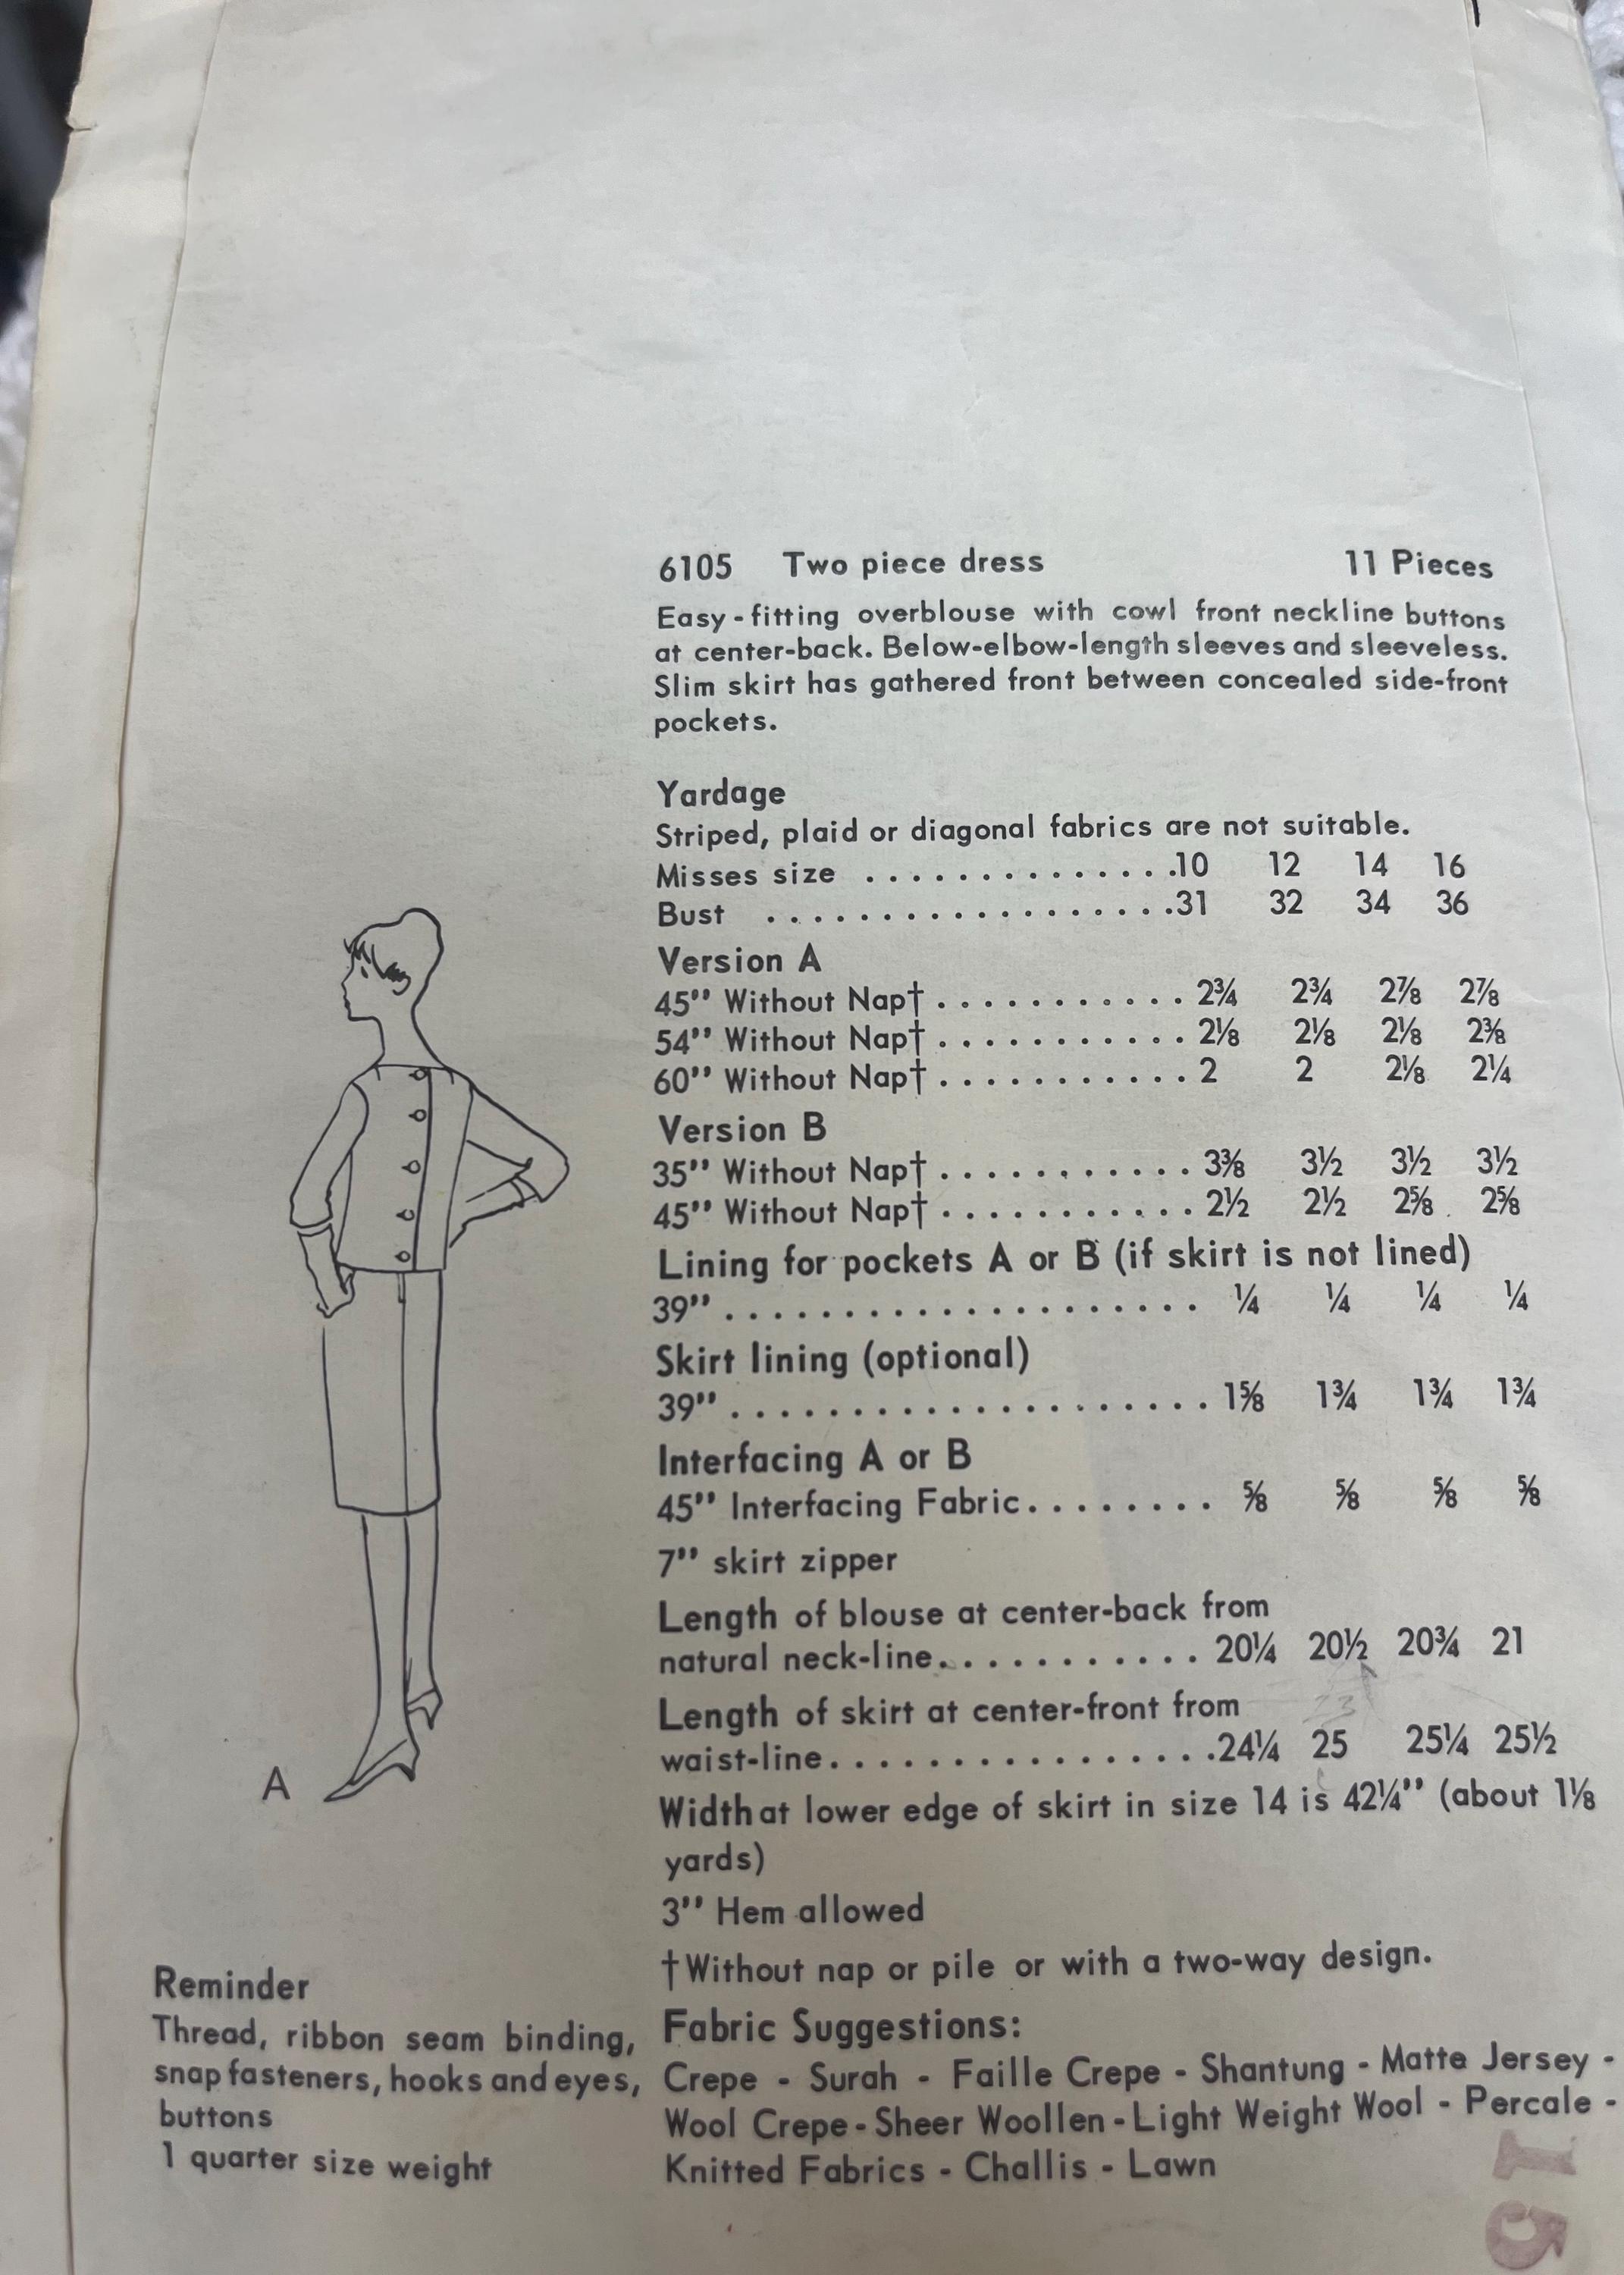 6105 Two piece dress 11 Pieces
Easy-fitting overblouse with cowl front neckline buttons
at center-back. Below-elbow-length sleeves and sleeveless.
Slim skirt has gathered front between concealed side-front
pockets.
Yardage
Striped, plaid or diagonal fabrics are not suitable.
Misses size . . . . . . . . . . . . . . .10 12 14 16
Bust . . . . . . . . . . . . . . . . . . .31 32 34 36
Version A
45" Without Nap† . . . . . . . . . . . 2¾ 2¾ 2⅞ 2⅞
54" Without Nap† . . . . . . . . . . . 2⅛ 2⅛ 2⅛ 2⅜
60" Without Nap† . . . . . . . . . . . 2 2 2⅛ 2¼
Version B
35" Without Nap† . . . . . . . . . . . 3⅜ 3½ 3½ 3½
45" Without Nap† . . . . . . . . . . . 2½ 2½ 2⅝ 2⅝
Lining for pockets A or B (if skirt is not lined)
39" . . . . . . . . . . . . . . . . . . . . ¼ ¼ ¼ ¼
Skirt lining (optional)
39" . . . . . . . . . . . . . . . . . . . . 1⅝ 1¾ 1¾ 1¾
Interfacing A or B
45" Interfacing Fabric . . . . . . . . ⅝ ⅝ ⅝ ⅝
7" skirt zipper
Length of blouse at center-back from
natural neck-line . . . . . . . . . . . 20¼ 20½ 20¾ 21
Length of skirt at center-front from
23
waist-line . . . . . . . . . . . . . . . . .24¼ 25 25¼ 25½
Width at lower edge of skirt in size 14 is 42¼" (about 1⅛
yards)
3" Hem allowed
†Without nap or pile or with a two-way design.
Fabric Suggestions:
Crepe - Surah - Faille Crepe - Shantung - Matte Jersey -
Wool Crepe - Sheer Woollen - Light Weight Wool - Percale -
Knitted Fabrics - Challis - Lawn
A
Reminder
Thread, ribbon seam binding,
snap fasteners, hooks and eyes,
buttons
1 quarter size weight
15